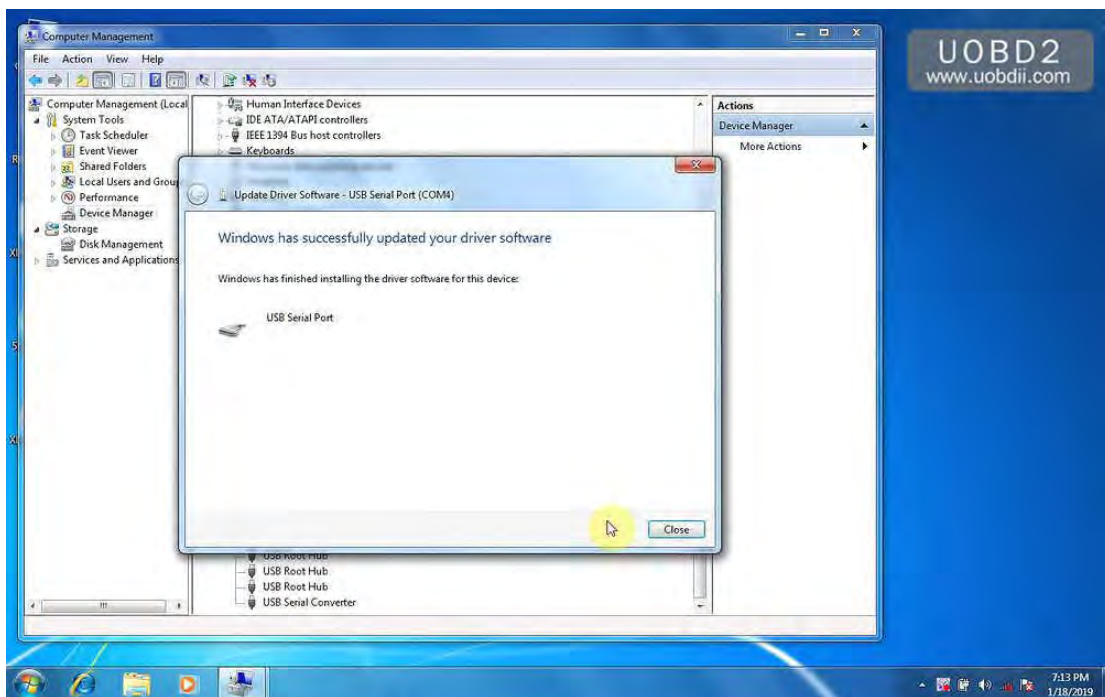 Computer Management
UOBD2
www.uobdii.com
File Action View Help
Computer Management (Local
System Tools
Task Scheduler
Event Viewer
Shared Folders
Local Users and Group
Performance
Device Manager
Storage
Disk Management
Services and Applications
Human Interface Devices
IDE ATA/ATAPI controllers
IEEE 1394 Bus host controllers
Keyboards
Actions
Device Manager
More Actions
Update Driver Software - USB Serial Port (COM4)
Windows has successfully updated your driver software
Windows has finished installing the driver software for this device:
USB Serial Port
Close
USB Root Hub
USB Root Hub
USB Root Hub
USB Serial Converter
7:13 PM
1/18/2019